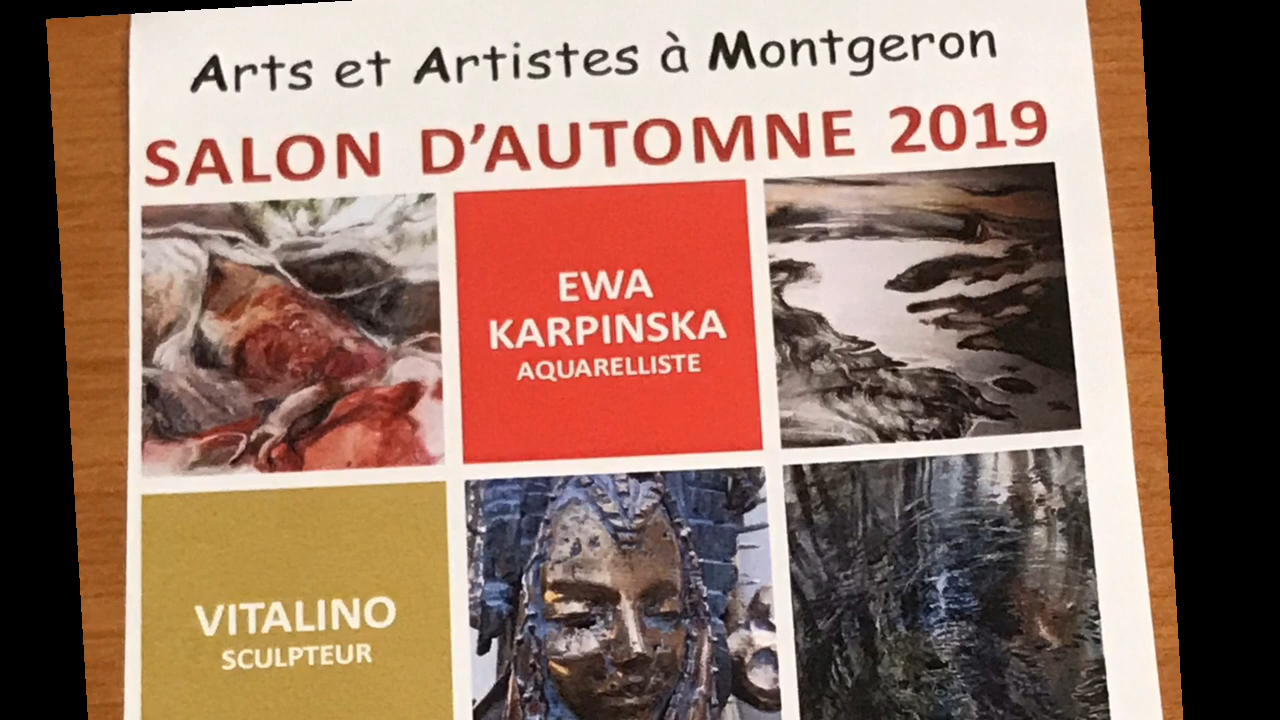 Arts et Artistes à Montgeron
SALON D'AUTOMNE 2019
EWA
KARPINSKA
AQUARELLISTE
VITALINO
SCULPTEUR